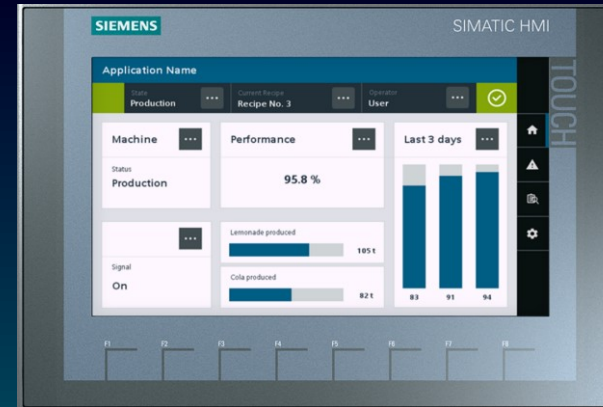 SIEMENS
SIMATIC HMI
TOUCH
Application Name
State
Production
Current Recipe
Recipe No. 3
Operator
User
Machine
Performance
Last 3 days
Status
Production
95.8 %
Signal
On
Lemonade produced
105 t
Cola produced
82 t
83 91 94
F1 F2 F3 F4 F5 F6 F7 F8